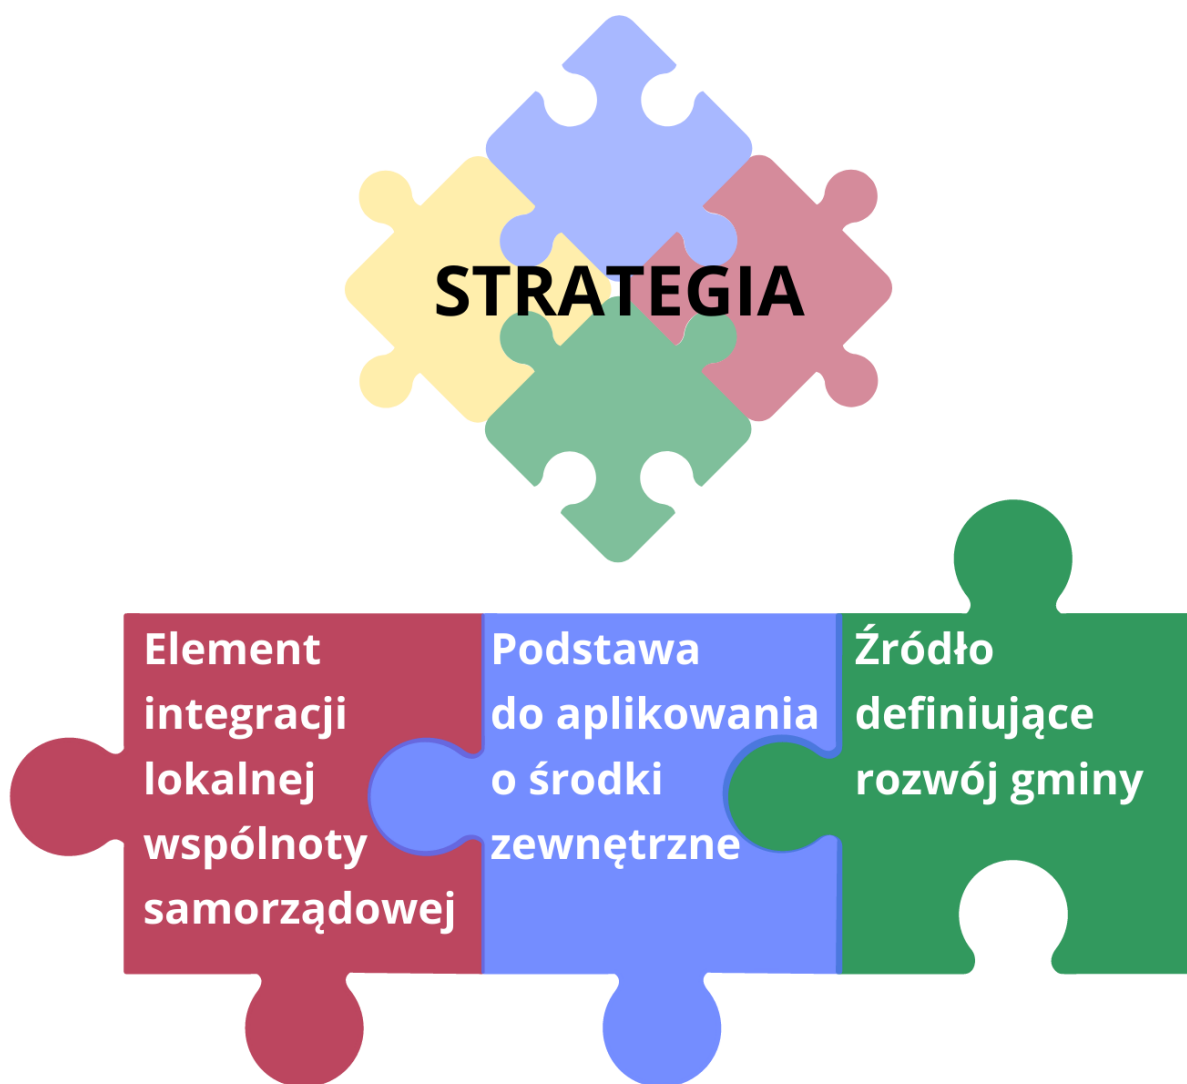 STRATEGIA
Element
integracji
lokalnej
wspólnoty
samorządowej
Podstawa
do aplikowania
o środki
zewnętrzne
Źródło
definiujące
rozwój gminy